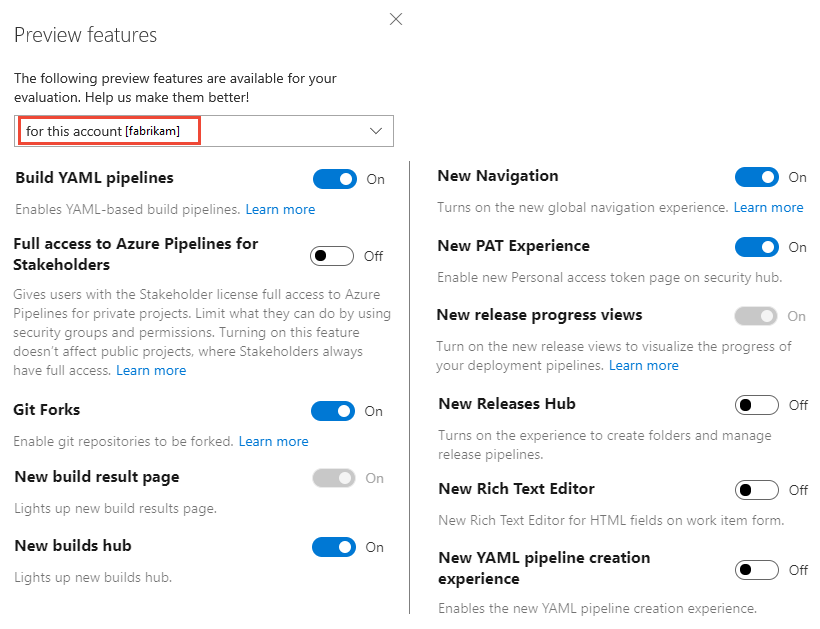 Preview features
The following preview features are available for your
evaluation. Help us make them better!
for this account [fabrikam]
Build YAML pipelines
On
Enables YAML-based build pipelines. Learn more
Full access to Azure Pipelines for
Stakeholders
Off
Gives users with the Stakeholder license full access to Azure
Pipelines for private projects. Limit what they can do by using
security groups and permissions. Turning on this feature
doesn't affect public projects, where Stakeholders always
have full access. Learn more
Git Forks
On
Enable git repositories to be forked. Learn more
New build result page
On
Lights up new build results page.
New builds hub
On
Lights up new builds hub.
New Navigation
On
Turns on the new global navigation experience. Learn more
New PAT Experience
On
Enable new Personal access token page on security hub.
New release progress views
On
Turn on the new release views to visualize the progress of
your deployment pipelines. Learn more
New Releases Hub
Off
Turns on the experience to create folders and manage
release pipelines.
New Rich Text Editor
Off
New Rich Text Editor for HTML fields on work item form.
New YAML pipeline creation
experience
Off
Enables the new YAML pipeline creation experience.